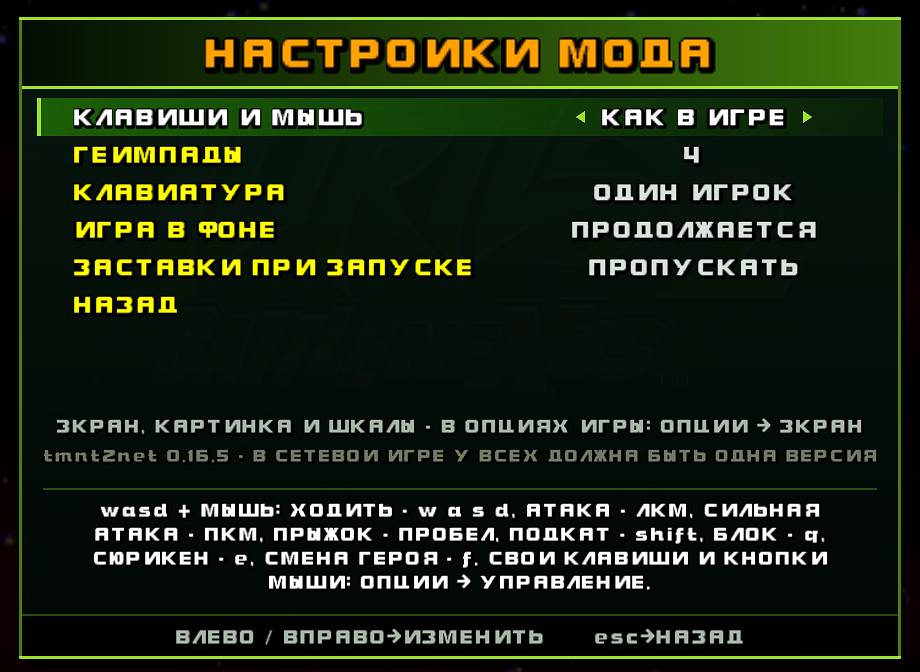 НАСТРОИКИ МОДА
КЛАВИШИ И МЫШЬ КАК В ИГРЕ
ГЕИМПАДЫ 4
КЛАВИАТУРА ОДИН ИГРОК
ИГРА В ФОНЕ ПРОДОЛЖАЕТСЯ
ЗАСТАВКИ ПРИ ЗАПУСКЕ ПРОПУСКАТЬ
НАЗАД
ЭКРАН, КАРТИНКА И ШКАЛЫ - В ОПЦИЯХ ИГРЫ: ОПЦИИ → ЭКРАН
tmnt2net 0.16.5 - В СЕТЕВОИ ИГРЕ У ВСЕХ ДОЛЖНА БЫТЬ ОДНА ВЕРСИЯ
wasd + МЫШЬ: ХОДИТЬ - w a s d, АТАКА - ЛКМ, СИЛЬНАЯ
АТАКА - ПКМ, ПРЫЖОК - ПРОБЕЛ, ПОДКАТ - shift, БЛОК - q,
СЮРИКЕН - e, СМЕНА ГЕРОЯ - f. СВОИ КЛАВИШИ И КНОПКИ
МЫШИ: ОПЦИИ → УПРАВЛЕНИЕ.
ВЛЕВО / ВПРАВО→ИЗМЕНИТЬ esc→НАЗАД